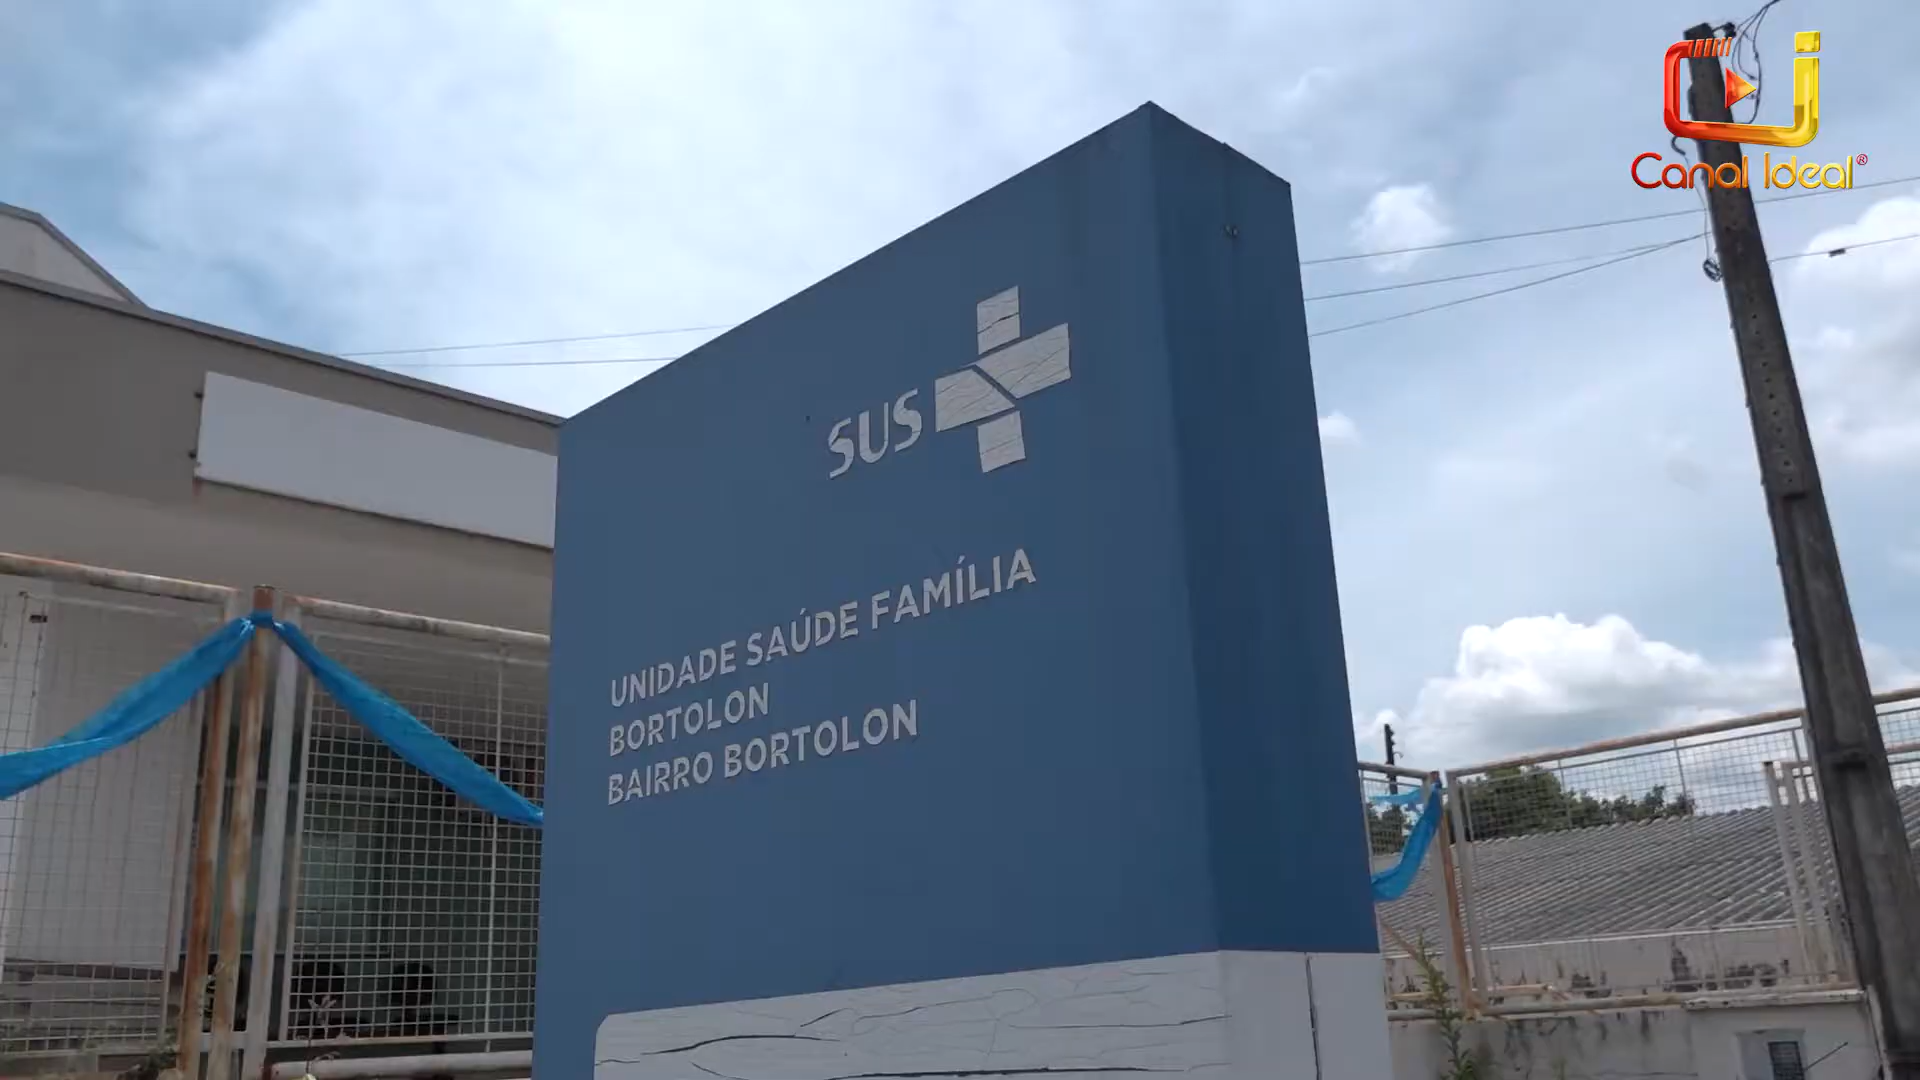 Canal Ideal®
SUS
UNIDADE SAÚDE FAMÍLIA
BORTOLON
BAIRRO BORTOLON